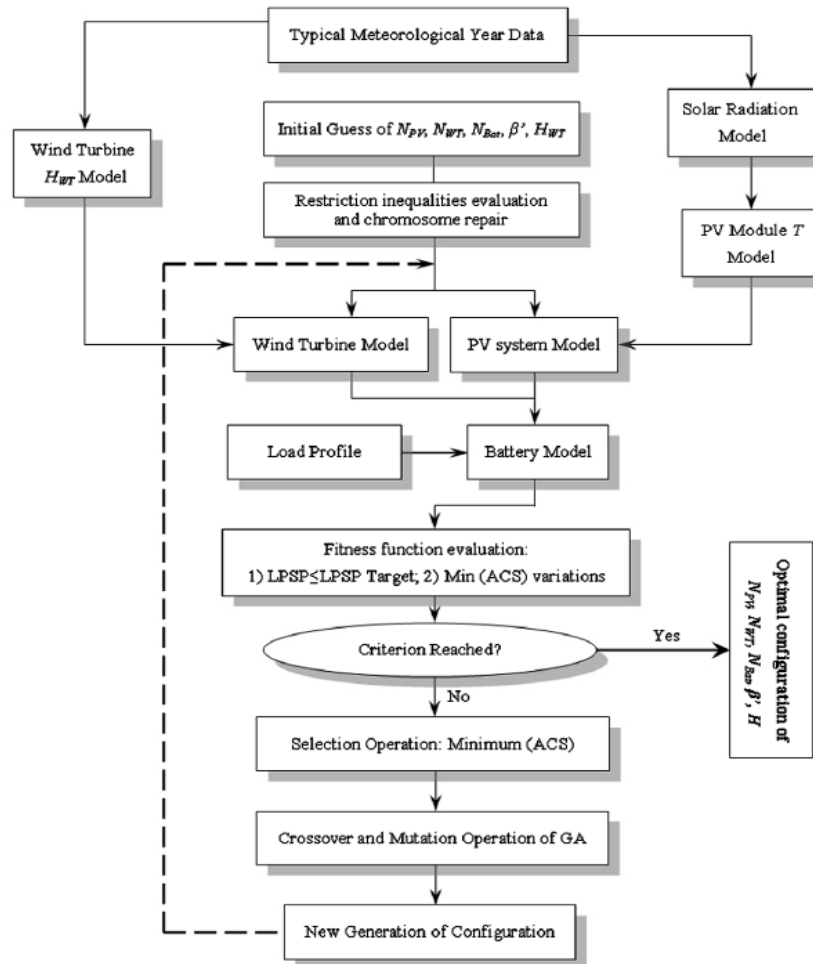 Typical Meteorological Year Data
Solar Radiation
Model
Initial Guess of N_PV, N_WT, N_Bat, β', H_WT
Wind Turbine
H_WT Model
Restriction inequalities evaluation
and chromosome repair
PV Module T
Model
Wind Turbine Model
PV system Model
Load Profile
Battery Model
Fitness function evaluation:
1) LPSP≤LPSP Target; 2) Min (ACS) variations
Optimal configuration of
N_PV, N_WT, N_Bat, β', H
Criterion Reached?
Yes
No
Selection Operation: Minimum (ACS)
Crossover and Mutation Operation of GA
New Generation of Configuration